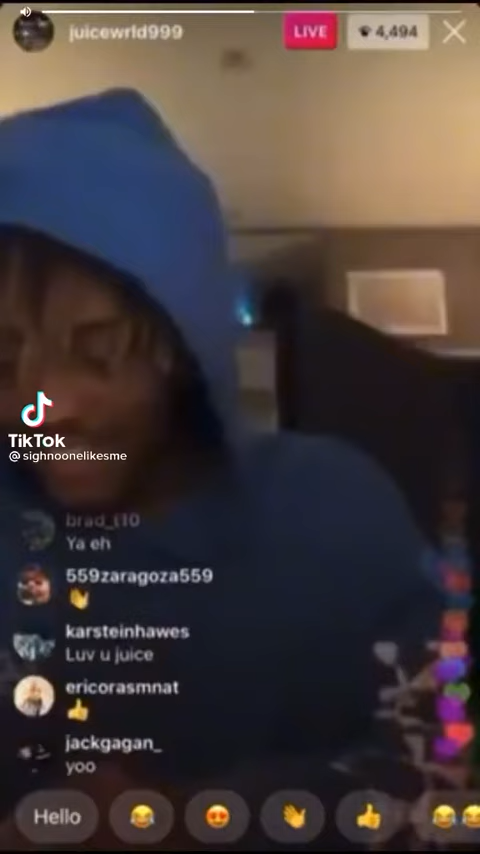 juicewrld999
LIVE
4,494
TikTok
@sighnoonelikesme
brad_t10
Ya eh
559zaragoza559
👋
karsteinhawes
Luv u juice
ericorasmnat
👍
jackgagan_
yoo
Hello 😂 😍 👋 👍 😂😂